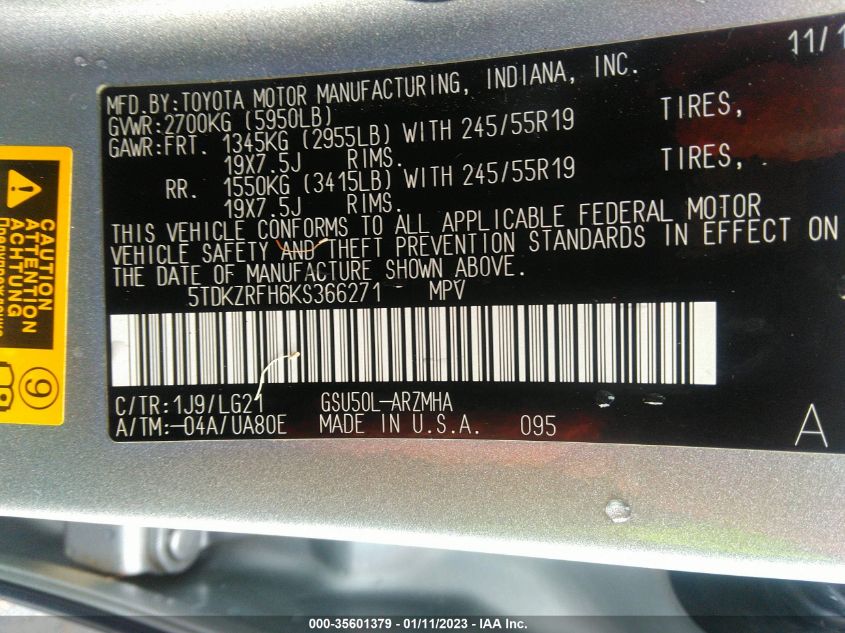 11/1
MFD.BY:TOYOTA MOTOR MANUFACTURING, INDIANA, INC.
GVWR:2700KG (5950LB)
GAWR:FRT. 1345KG (2955LB) WITH 245/55R19 TIRES,
19X7.5J RIMS.
RR. 1550KG (3415LB) WITH 245/55R19 TIRES,
19X7.5J RIMS.
THIS VEHICLE CONFORMS TO ALL APPLICABLE FEDERAL MOTOR
VEHICLE SAFETY AND THEFT PREVENTION STANDARDS IN EFFECT ON
THE DATE OF MANUFACTURE SHOWN ABOVE.
5TDKZRFH6KS366271 MPV
C/TR:1J9/LG21 GSU50L-ARZMHA
A/TM:-04A/UA80E MADE IN U.S.A. 095
A
CAUTION
ATTENTION
ACHTUNG
9
000-35601379 - 01/11/2023 - IAA Inc.